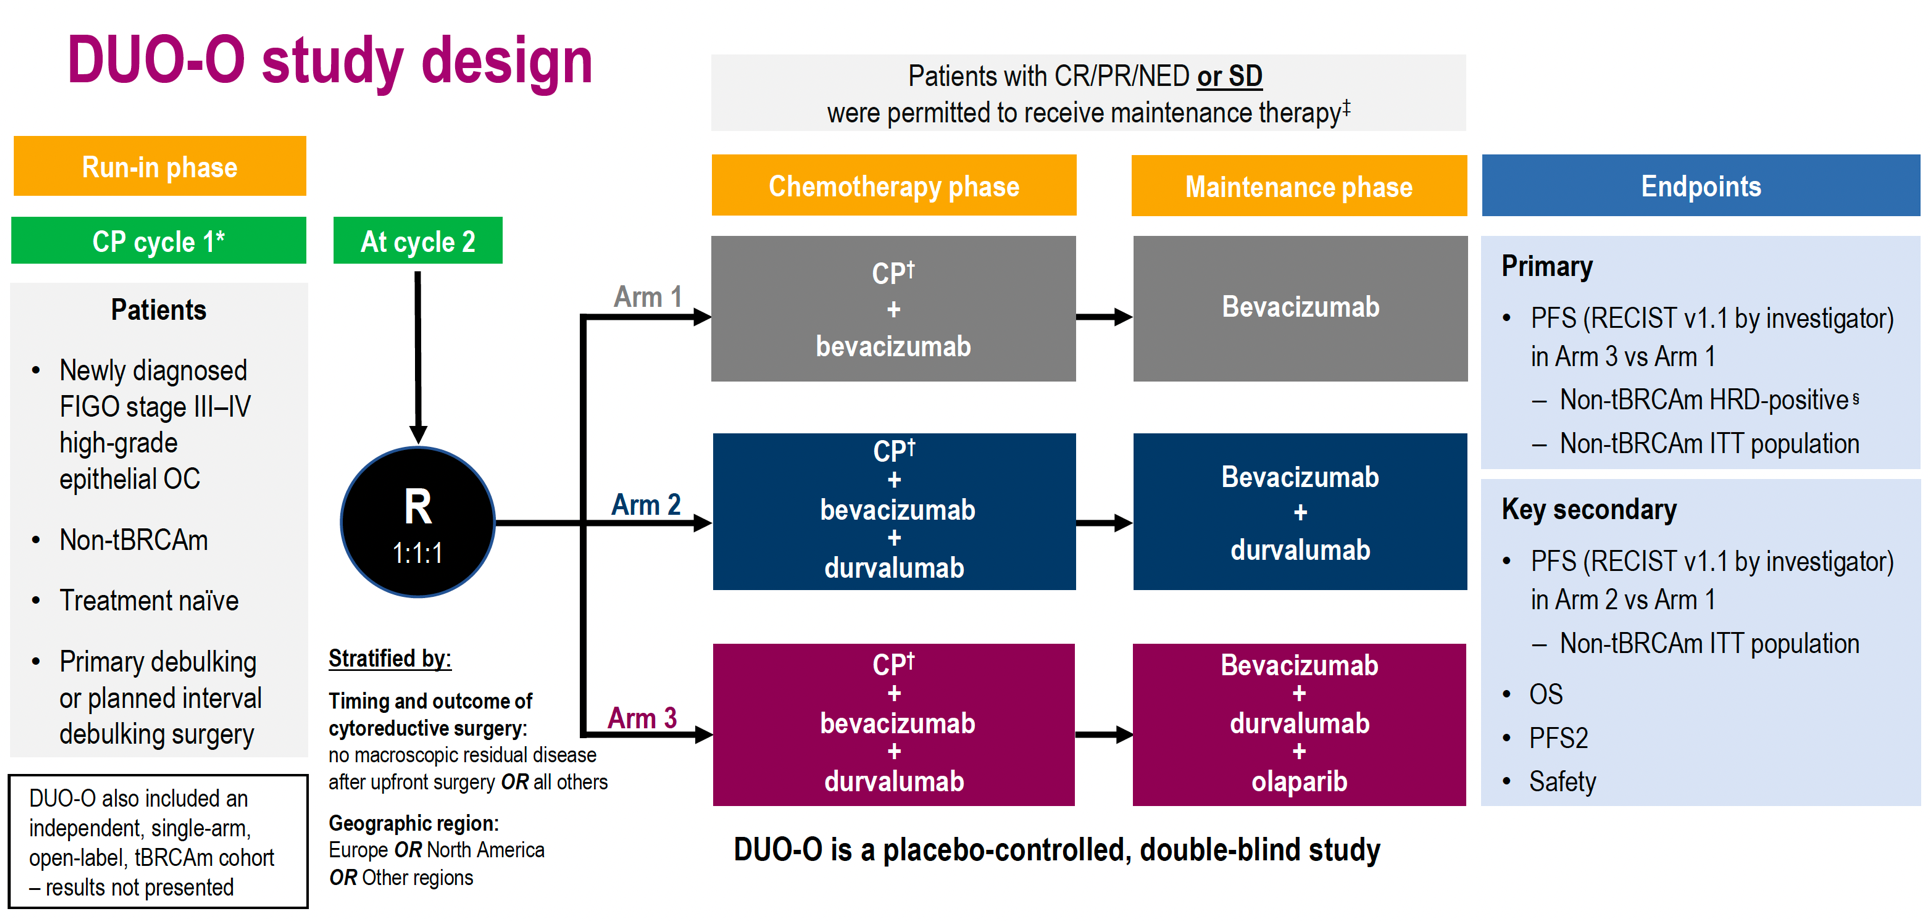 DUO-O study design
Patients with CR/PR/NED or SD
were permitted to receive maintenance therapy‡
Run-in phase
Chemotherapy phase
Maintenance phase
Endpoints
CP cycle 1*
At cycle 2
Patients
• Newly diagnosed
FIGO stage III–IV
high-grade
epithelial OC
• Non-tBRCAm
• Treatment naïve
• Primary debulking
or planned interval
debulking surgery
DUO-O also included an
independent, single-arm,
open-label, tBRCAm cohort
– results not presented
R
1:1:1
Stratified by:
Timing and outcome of
cytoreductive surgery:
no macroscopic residual disease
after upfront surgery OR all others
Geographic region:
Europe OR North America
OR Other regions
Arm 1
CP†
+
bevacizumab
Bevacizumab
Arm 2
CP†
+
bevacizumab
+
durvalumab
Bevacizumab
+
durvalumab
Arm 3
CP†
+
bevacizumab
+
durvalumab
Bevacizumab
+
durvalumab
+
olaparib
DUO-O is a placebo-controlled, double-blind study
Primary
• PFS (RECIST v1.1 by investigator)
in Arm 3 vs Arm 1
– Non-tBRCAm HRD-positive§
– Non-tBRCAm ITT population
Key secondary
• PFS (RECIST v1.1 by investigator)
in Arm 2 vs Arm 1
– Non-tBRCAm ITT population
• OS
• PFS2
• Safety